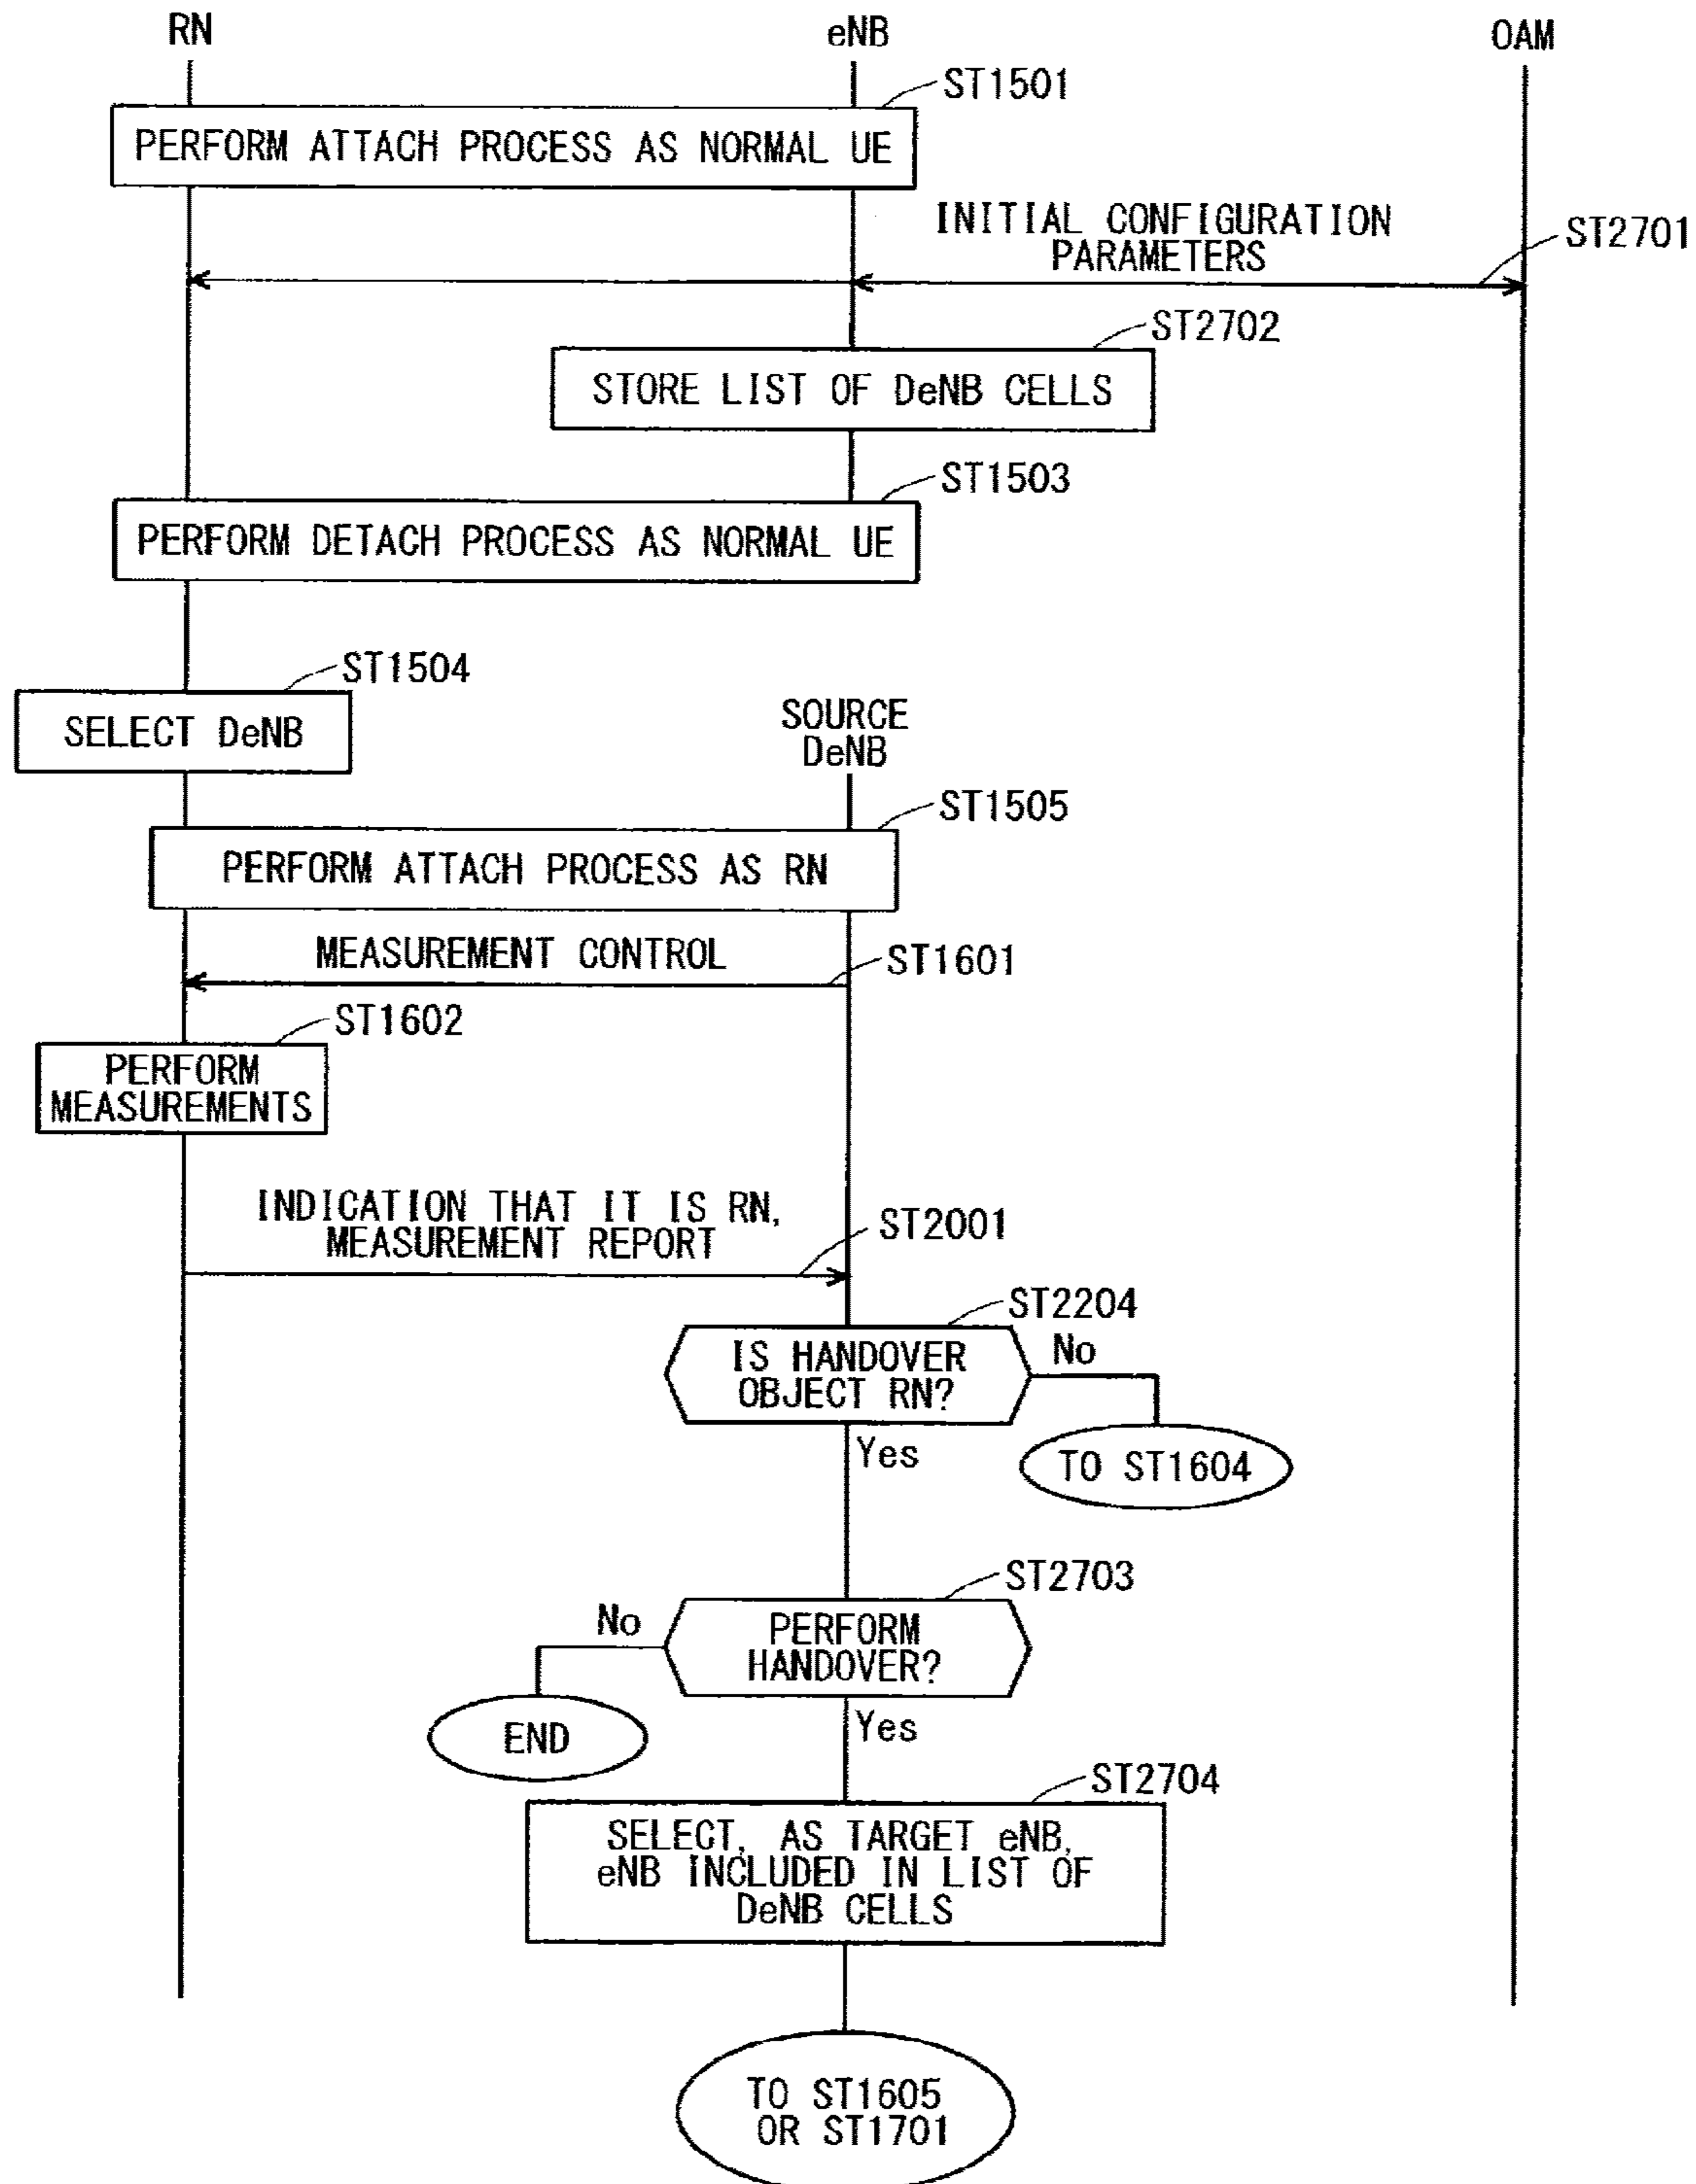 RN
eNB
OAM
ST1501
PERFORM ATTACH PROCESS AS NORMAL UE
INITIAL CONFIGURATION
PARAMETERS
ST2701
ST2702
STORE LIST OF DeNB CELLS
ST1503
PERFORM DETACH PROCESS AS NORMAL UE
ST1504
SELECT DeNB
SOURCE
DeNB
ST1505
PERFORM ATTACH PROCESS AS RN
MEASUREMENT CONTROL
ST1601
ST1602
PERFORM
MEASUREMENTS
INDICATION THAT IT IS RN,
MEASUREMENT REPORT
ST2001
ST2204
IS HANDOVER
OBJECT RN?
No
Yes
TO ST1604
ST2703
No
PERFORM
HANDOVER?
END
Yes
ST2704
SELECT, AS TARGET eNB,
eNB INCLUDED IN LIST OF
DeNB CELLS
TO ST1605
OR ST1701